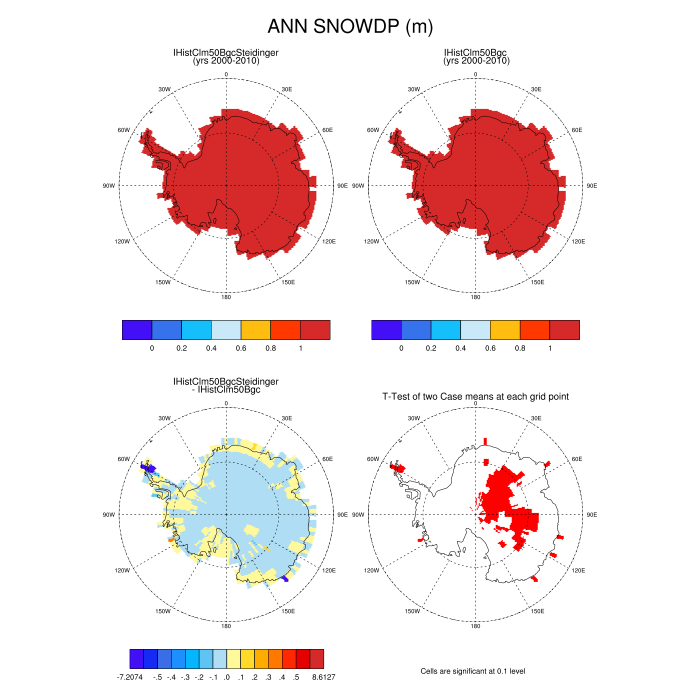 ANN SNOWDP (m)
IHistClm50BgcSteidinger
(yrs 2000-2010)
IHistClm50Bgc
(yrs 2000-2010)
0
30E
60E
90E
120E
150E
180
150W
120W
90W
60W
30W
0
30E
60E
90E
120E
150E
180
150W
120W
90W
60W
30W
0 0.2 0.4 0.6 0.8 1
0 0.2 0.4 0.6 0.8 1
IHistClm50BgcSteidinger
- IHistClm50Bgc
T-Test of two Case means at each grid point
0
30E
60E
90E
120E
150E
180
150W
120W
90W
60W
30W
0
30E
60E
90E
120E
150E
180
150W
120W
90W
60W
30W
-7.2074 -.5 -.4 -.3 -.2 -.1 .0 .1 .2 .3 .4 .5 8.6127
Cells are significant at 0.1 level